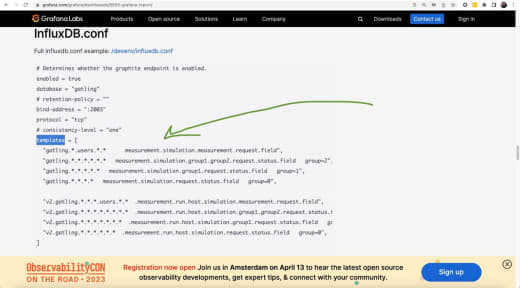 grafana.com/grafana/dashboards/9935-grafana-report/
Grafana Labs Products Open source Solutions Learn Company Downloads Contact us Sign in
InfluxDB.conf
Full influxdb.conf example: /devenv/influxdb.conf
# Determines whether the graphite endpoint is enabled.
enabled = true
database = "gatling"
# retention-policy = ""
bind-address = ":2003"
protocol = "tcp"
# consistency-level = "one"
templates = [
"gatling.*.users.*.* measurement.simulation.measurement.request.field",
"gatling.*.*.*.*.*.* measurement.simulation.group1.group2.request.status.field group=2",
"gatling.*.*.*.*.* measurement.simulation.group1.request.status.field group=1",
"gatling.*.*.*.* measurement.simulation.request.status.field group=0",
"v2.gatling.*.*.*.users.*.* .measurement.run.host.simulation.measurement.request.field",
"v2.gatling.*.*.*.*.*.*.*.* .measurement.run.host.simulation.group1.group2.request.status.f
"v2.gatling.*.*.*.*.*.*.* .measurement.run.host.simulation.group1.request.status.field gr
"v2.gatling.*.*.*.*.*.* .measurement.run.host.simulation.request.status.field group=0",
]
ObservabilityCON
ON THE ROAD • 2023
Registration now open Join us in Amsterdam on April 13 to hear the latest open source
observability developments, get expert tips, & connect with your community.
Sign up